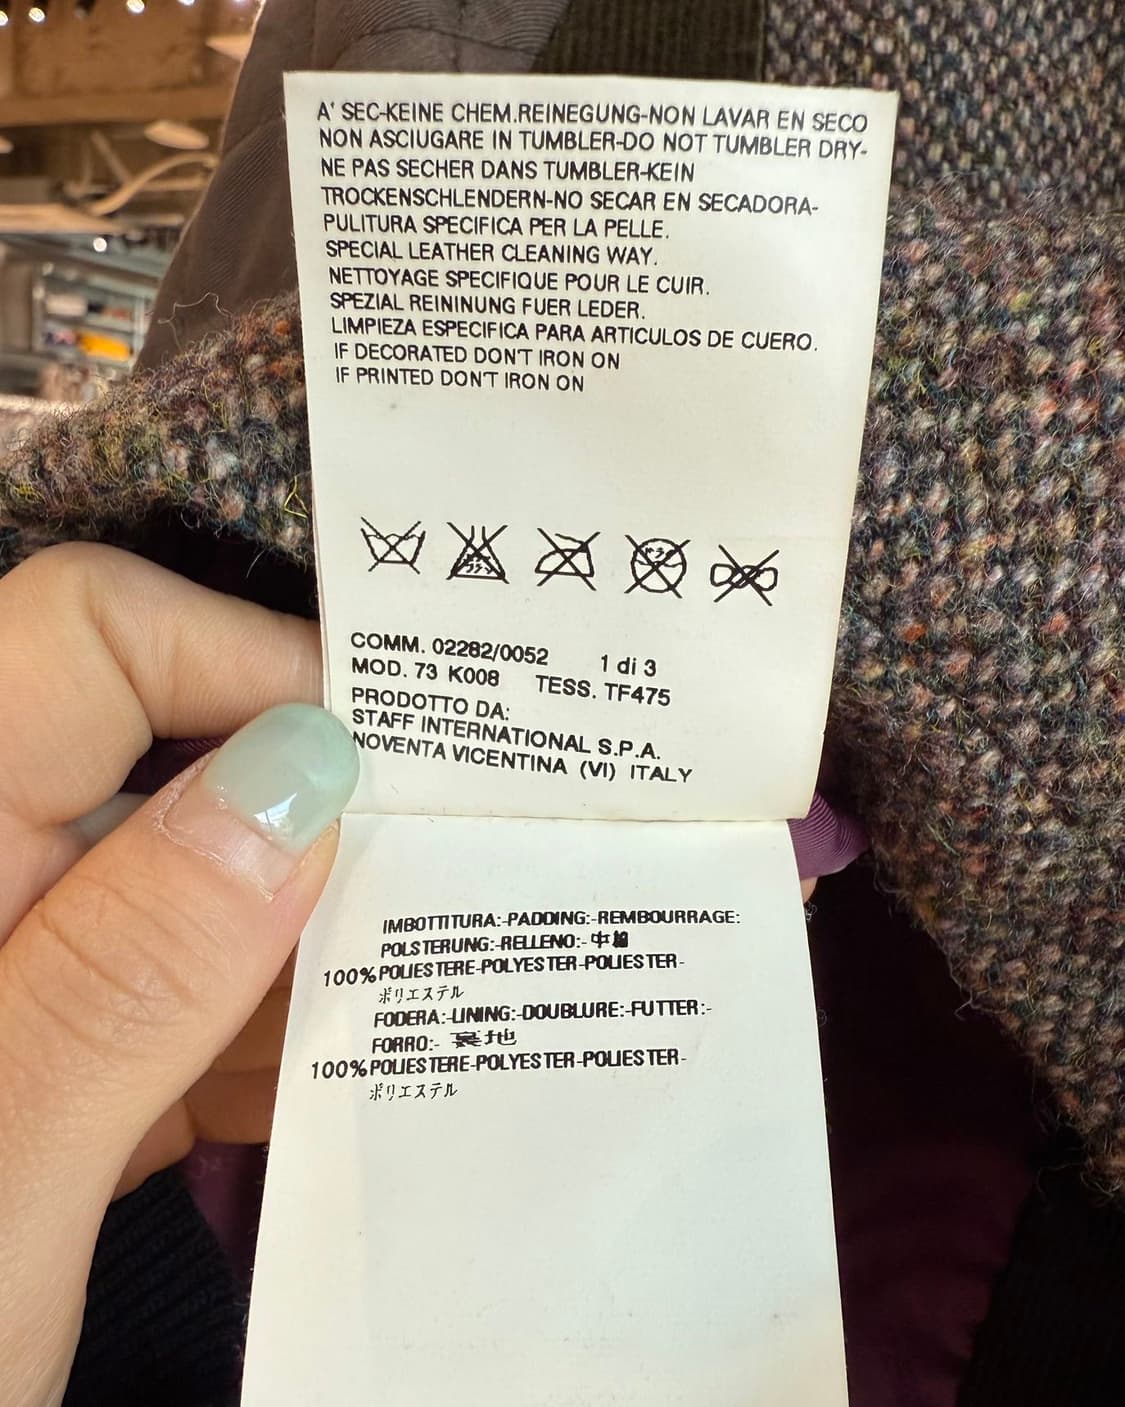 A' SEC-KEINE CHEM.REINEGUNG-NON LAVAR EN SECO
NON ASCIUGARE IN TUMBLER-DO NOT TUMBLER DRY-
NE PAS SECHER DANS TUMBLER-KEIN
TROCKENSCHLENDERN-NO SECAR EN SECADORA-
PULITURA SPECIFICA PER LA PELLE.
SPECIAL LEATHER CLEANING WAY.
NETTOYAGE SPECIFIQUE POUR LE CUIR.
SPEZIAL REININUNG FUER LEDER.
LIMPIEZA ESPECIFICA PARA ARTICULOS DE CUERO.
IF DECORATED DON'T IRON ON
IF PRINTED DON'T IRON ON
COMM. 02282/0052 1 di 3
MOD. 73 K008 TESS. TF475
PRODOTTO DA:
STAFF INTERNATIONAL S.P.A.
NOVENTA VICENTINA (VI) ITALY
IMBOTTITURA:-PADDING:-REMBOURRAGE:
POLSTERUNG:-RELLENO:-
100%POLIESTERE-POLYESTER-POLIESTER-
ポリエステル
FODERA:-LINING:-DOUBLURE:-FUTTER:-
FORRO:- 裏地
100%POLIESTERE-POLYESTER-POLIESTER-
ポリエステル